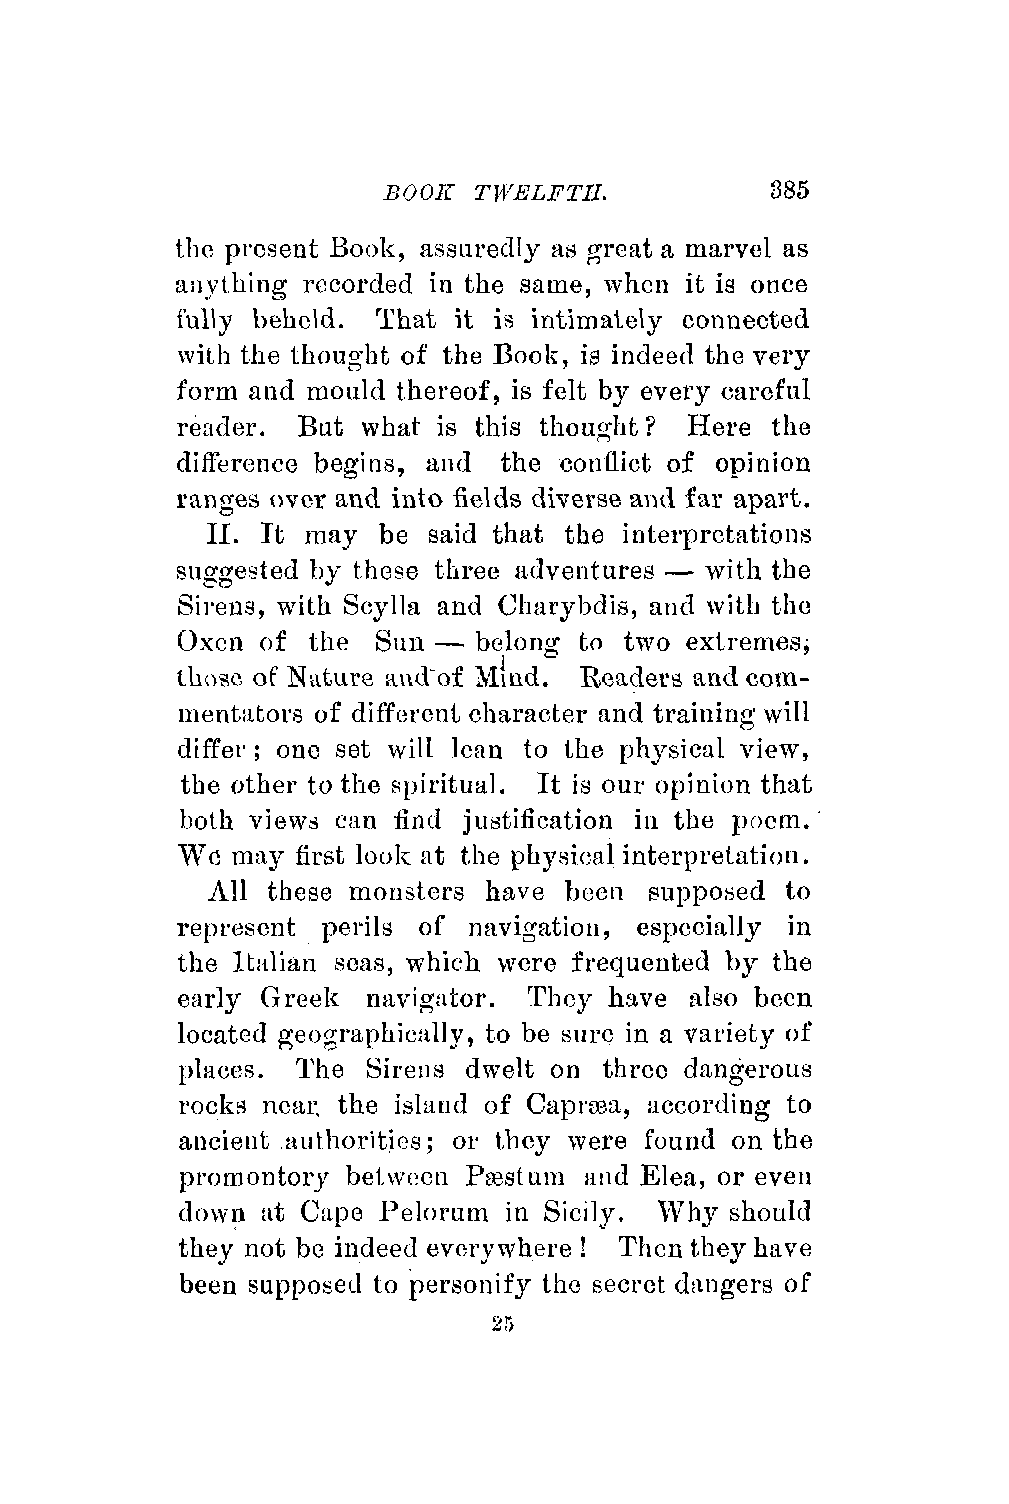 BOOK TWELFTH. 385
the present Book, assuredly as great a marvel as
anything recorded in the same, when it is once
fully beheld. That it is intimately connected
with the thought of the Book, is indeed the very
form and mould thereof, is felt by every careful
reader. But what is this thought? Here the
difference begins, and the conflict of opinion
ranges over and into fields diverse and far apart.
II. It may be said that the interpretations
suggested by these three adventures — with the
Sirens, with Scylla and Charybdis, and with the
Oxen of the Sun — belong to two extremes,
those of Nature and of Mind. Readers and com-
mentators of different character and training will
differ; one set will lean to the physical view,
the other to the spiritual. It is our opinion that
both views can find justification in the poem.
We may first look at the physical interpretation.
All these monsters have been supposed to
represent perils of navigation, especially in
the Italian seas, which were frequented by the
early Greek navigator. They have also been
located geographically, to be sure in a variety of
places. The Sirens dwelt on three dangerous
rocks near the island of Capræa, according to
ancient authorities; or they were found on the
promontory between Pæstum and Elea, or even
down at Cape Pelorum in Sicily. Why should
they not be indeed everywhere! Then they have
been supposed to personify the secret dangers of
25